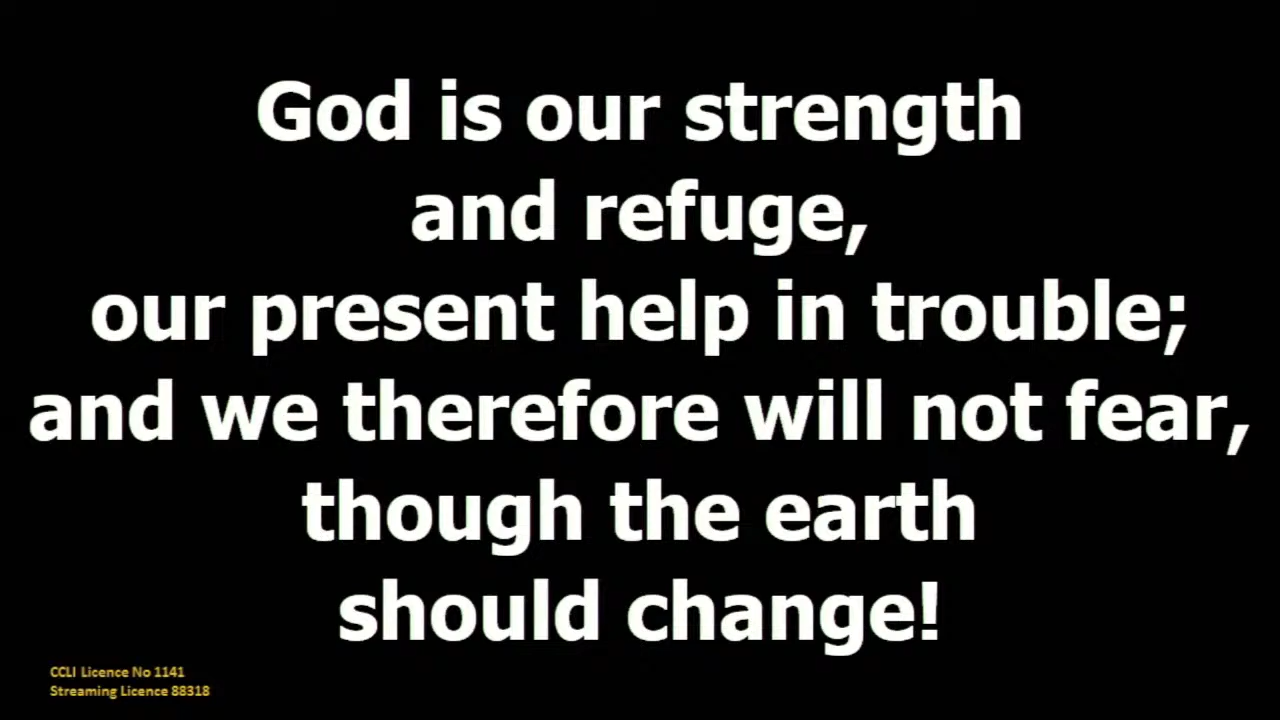 God is our strength
and refuge,
our present help in trouble;
and we therefore will not fear,
though the earth
should change!
CCLI Licence No 1141
Streaming Licence 88318